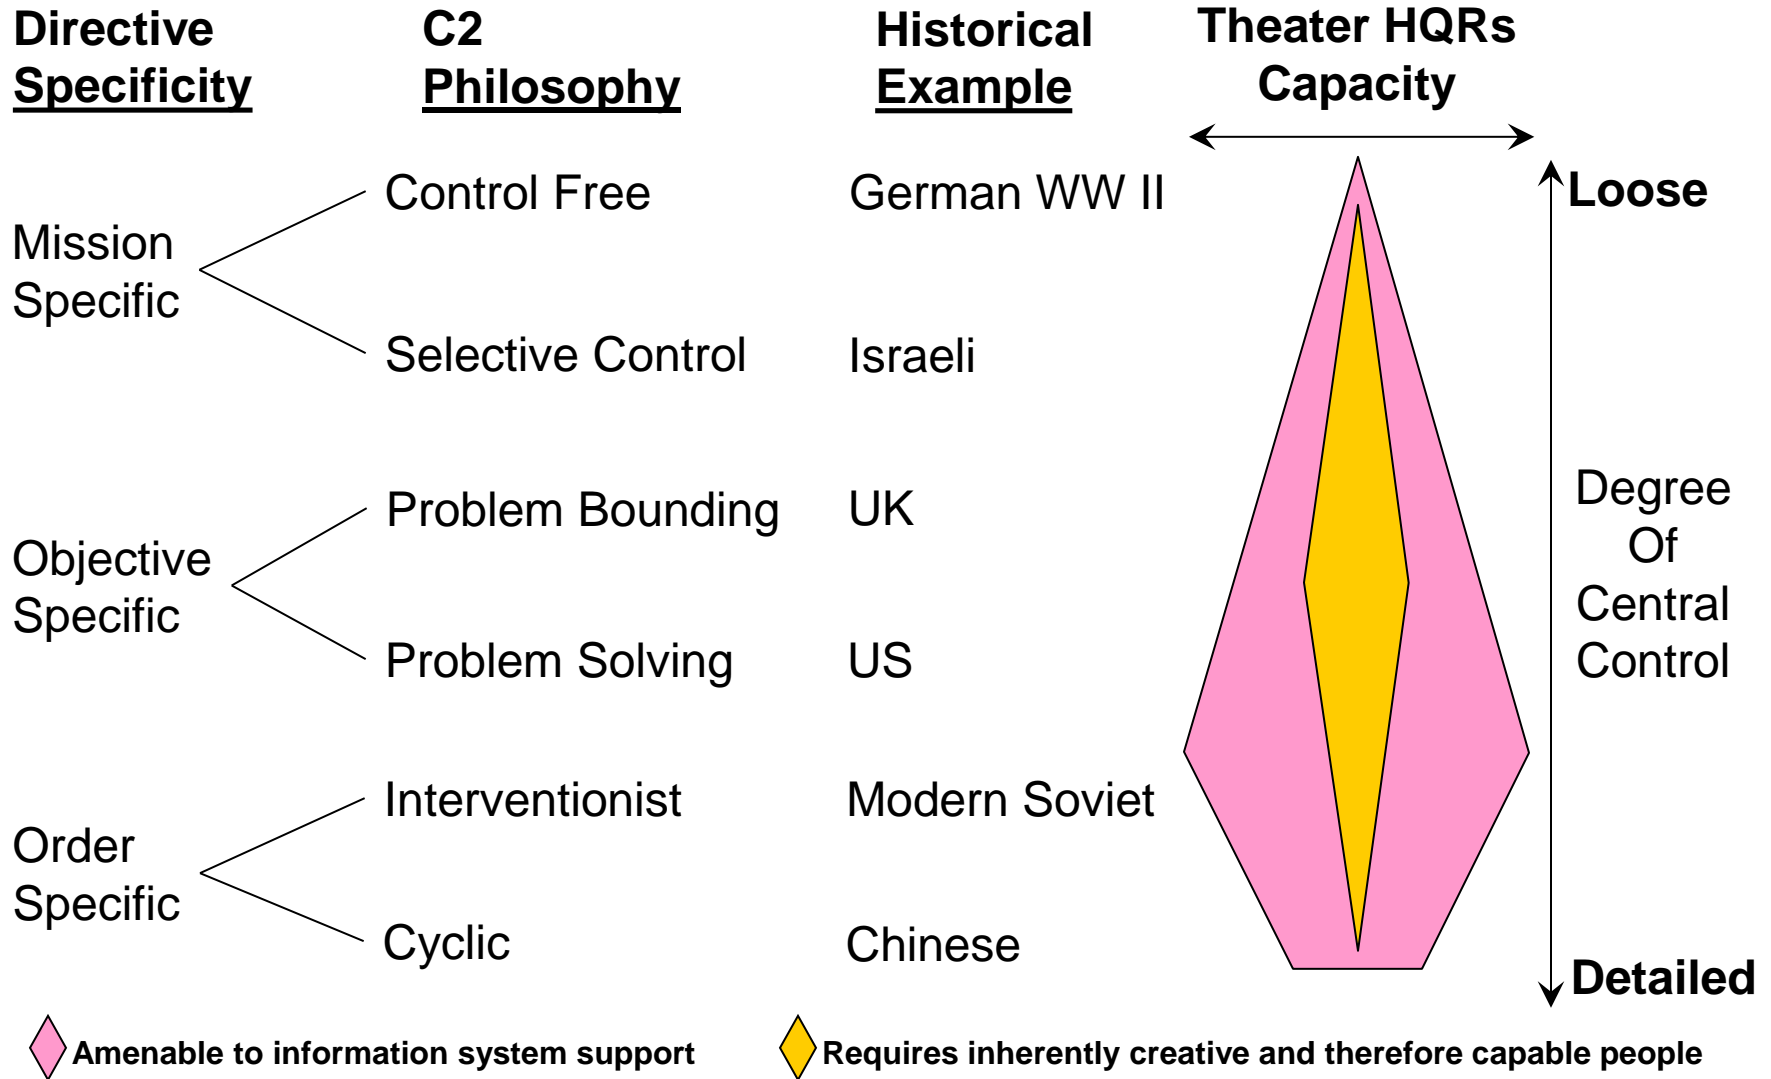 Directive
Specificity
C2
Philosophy
Historical
Example
Theater HQRs
Capacity
Mission
Specific
Control Free
German WW II
Loose
Selective Control
Israeli
Objective
Specific
Problem Bounding
UK
Problem Solving
US
Degree
Of
Central
Control
Order
Specific
Interventionist
Modern Soviet
Cyclic
Chinese
Detailed
Amenable to information system support
Requires inherently creative and therefore capable people